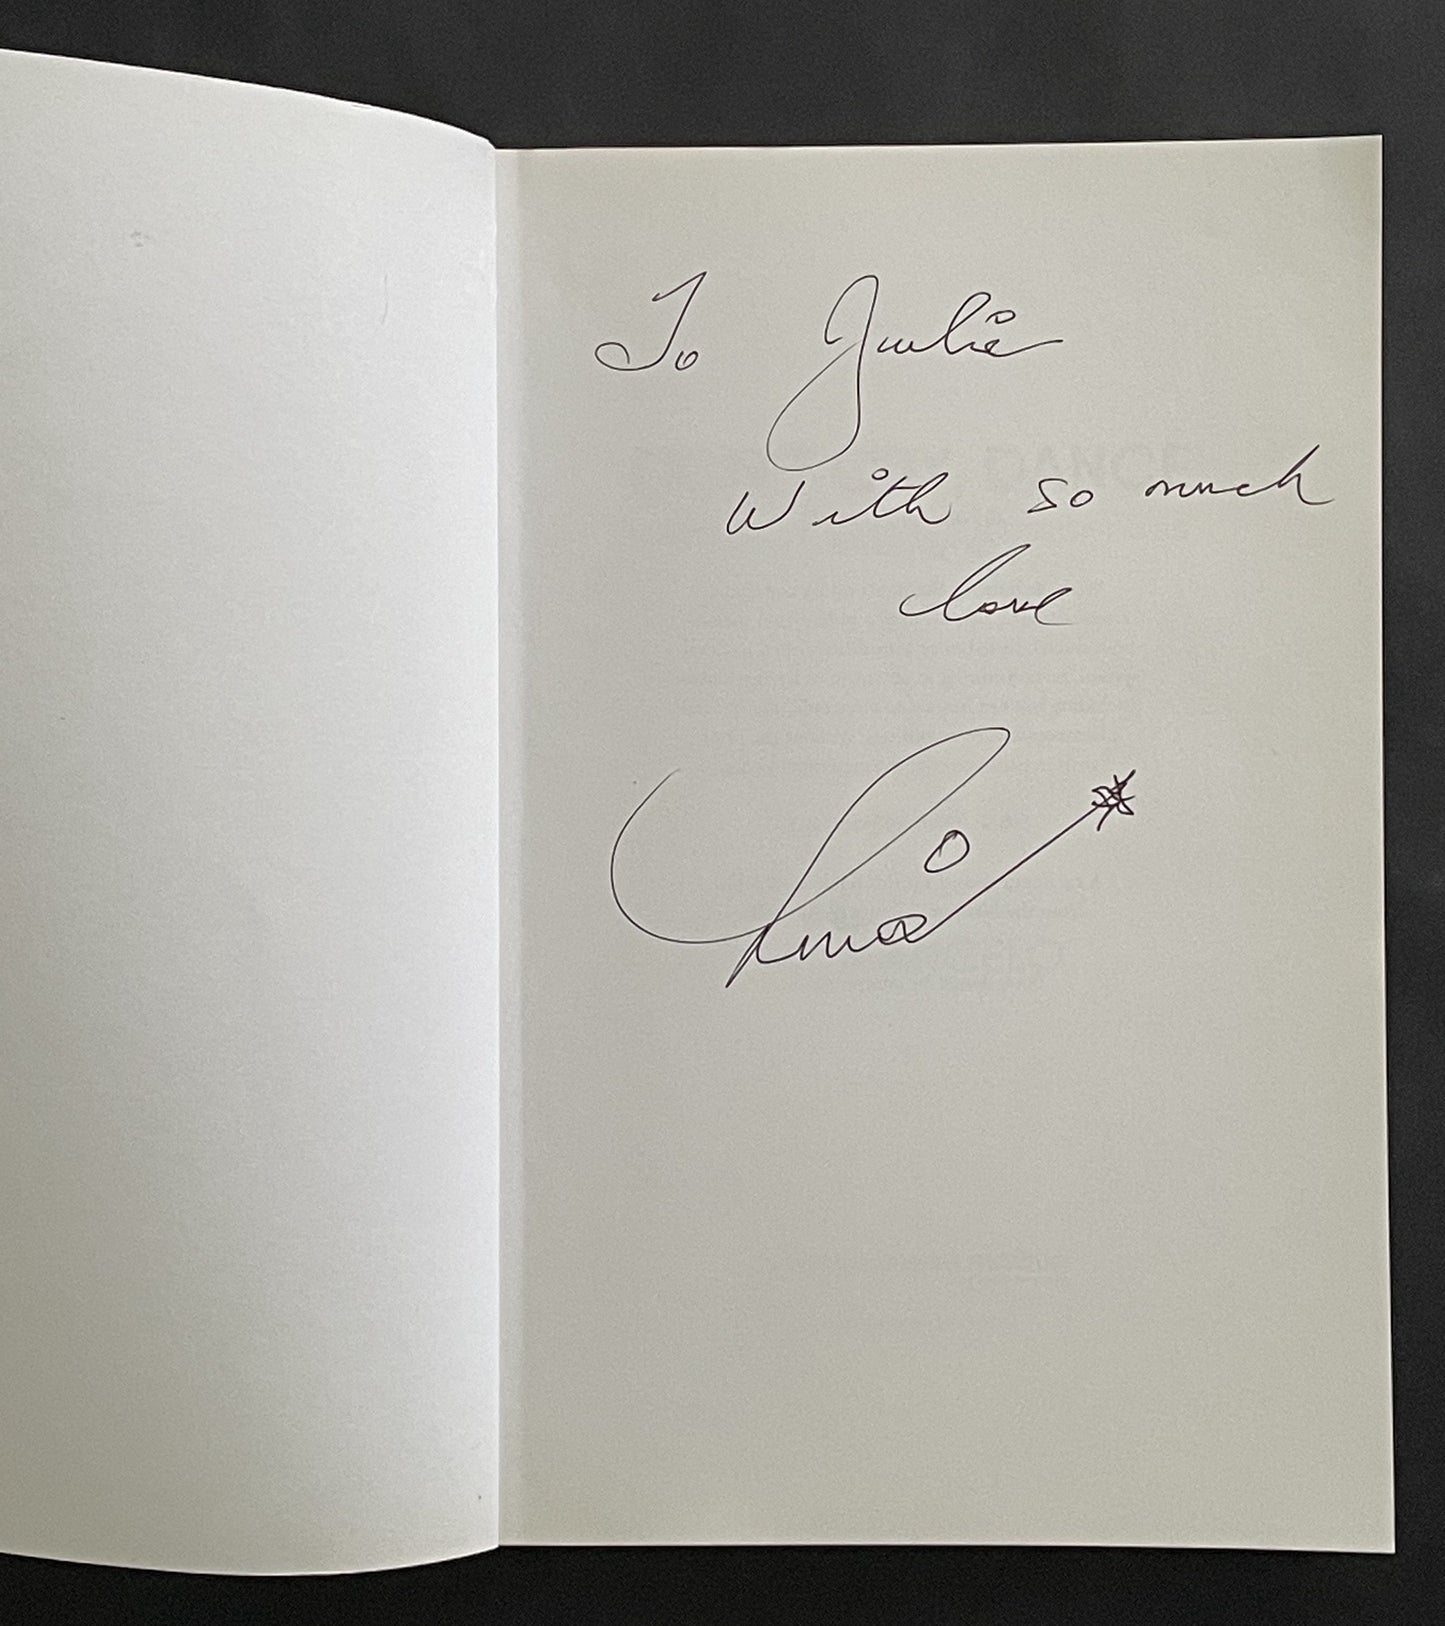 To Julie
With so much
love